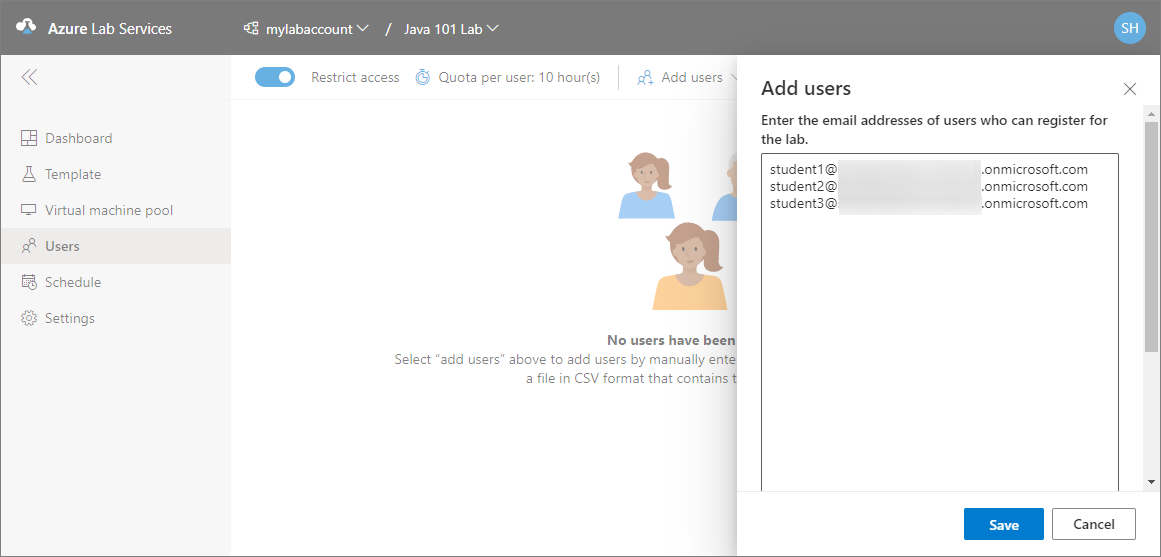 Azure Lab Services
mylabaccount / Java 101 Lab
SH
Restrict access
Quota per user: 10 hour(s)
Add users
Dashboard
Template
Virtual machine pool
Users
Schedule
Settings
No users have been
Select “add users” above to add users by manually ente
a file in CSV format that contains t
Add users
Enter the email addresses of users who can register for
the lab.
student1@ .onmicrosoft.com
student2@ .onmicrosoft.com
student3@ .onmicrosoft.com
Save
Cancel